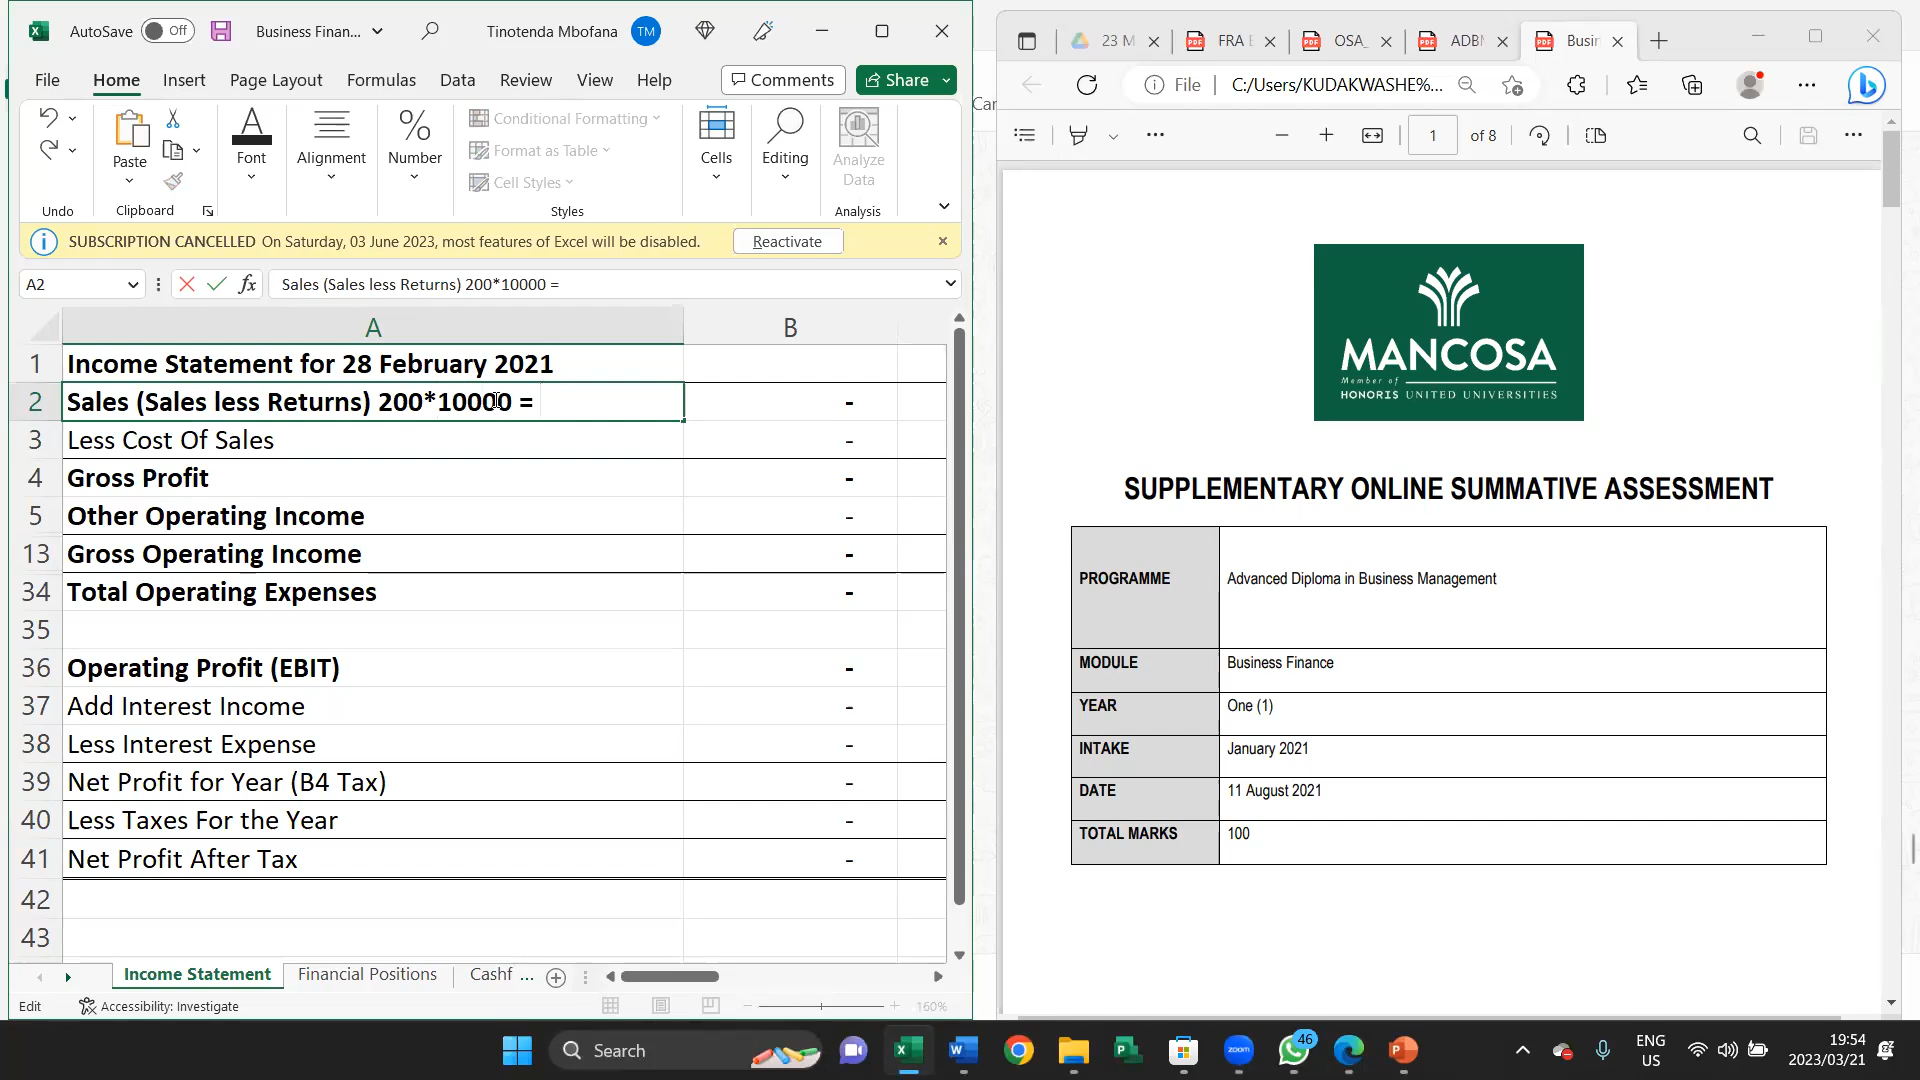 AutoSave Off Business Finan... Tinotenda Mbofana TM
File Home Insert Page Layout Formulas Data Review View Help Comments Share
Paste Font Alignment Number Conditional Formatting Format as Table Cell Styles Cells Editing Analyze Data
Undo Clipboard Styles Analysis
SUBSCRIPTION CANCELLED On Saturday, 03 June 2023, most features of Excel will be disabled. Reactivate
A2 fx Sales (Sales less Returns) 200*10000 =
A B
1 Income Statement for 28 February 2021
2 Sales (Sales less Returns) 200*10000 = -
3 Less Cost Of Sales -
4 Gross Profit -
5 Other Operating Income -
13 Gross Operating Income -
34 Total Operating Expenses -
35
36 Operating Profit (EBIT) -
37 Add Interest Income -
38 Less Interest Expense -
39 Net Profit for Year (B4 Tax) -
40 Less Taxes For the Year -
41 Net Profit After Tax -
42
43
Income Statement Financial Positions Cashf ...
Edit Accessibility: Investigate 160%
23 M FRA E OSA_ ADBM Busin
File C:/Users/KUDAKWASHE%...
1 of 8
MANCOSA
Member of
HONORIS UNITED UNIVERSITIES
SUPPLEMENTARY ONLINE SUMMATIVE ASSESSMENT
PROGRAMME Advanced Diploma in Business Management
MODULE Business Finance
YEAR One (1)
INTAKE January 2021
DATE 11 August 2021
TOTAL MARKS 100
Search zoom 46 ENG US 19:54 2023/03/21